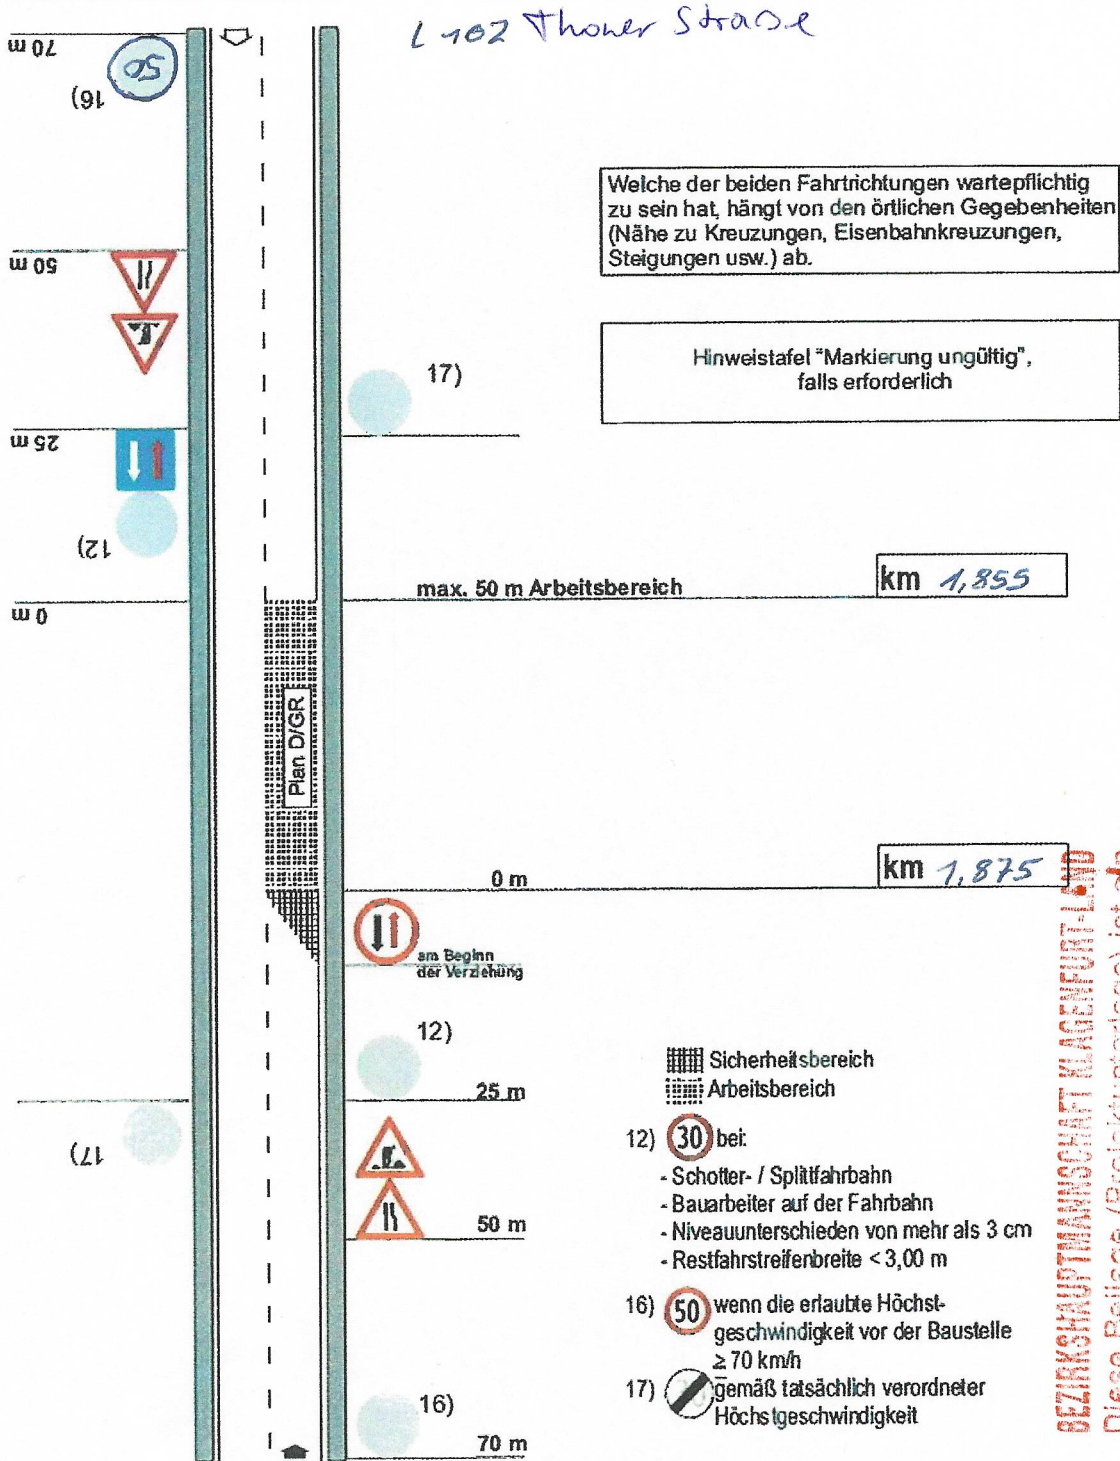 L 102 Thoner Strasse
70 m
50
16)
Welche der beiden Fahrtrichtungen wartepflichtig
zu sein hat, hängt von den örtlichen Gegebenheiten
(Nähe zu Kreuzungen, Eisenbahnkreuzungen,
Steigungen usw.) ab.
50 m
Hinweistafel "Markierung ungültig",
falls erforderlich
17)
25 m
12)
max. 50 m Arbeitsbereich
km 1,855
0 m
Plan D/GR
0 m
km 1,875
am Beginn
der Verziehung
12)
25 m
17)
50 m
Sicherheitsbereich
Arbeitsbereich
12) 30 bei:
- Schotter- / Splittfahrbahn
- Bauarbeiter auf der Fahrbahn
- Niveauunterschieden von mehr als 3 cm
- Restfahrstreifenbreite < 3,00 m
16) 50 wenn die erlaubte Höchst-
geschwindigkeit vor der Baustelle
≥ 70 km/h
17) gemäß tatsächlich verordneter
Höchstgeschwindigkeit
16)
70 m
BEZIRKSHAUPTMANNSCHAFT KLAGENFURT-LAND
Diese Beilage (Projektunterlage) ist